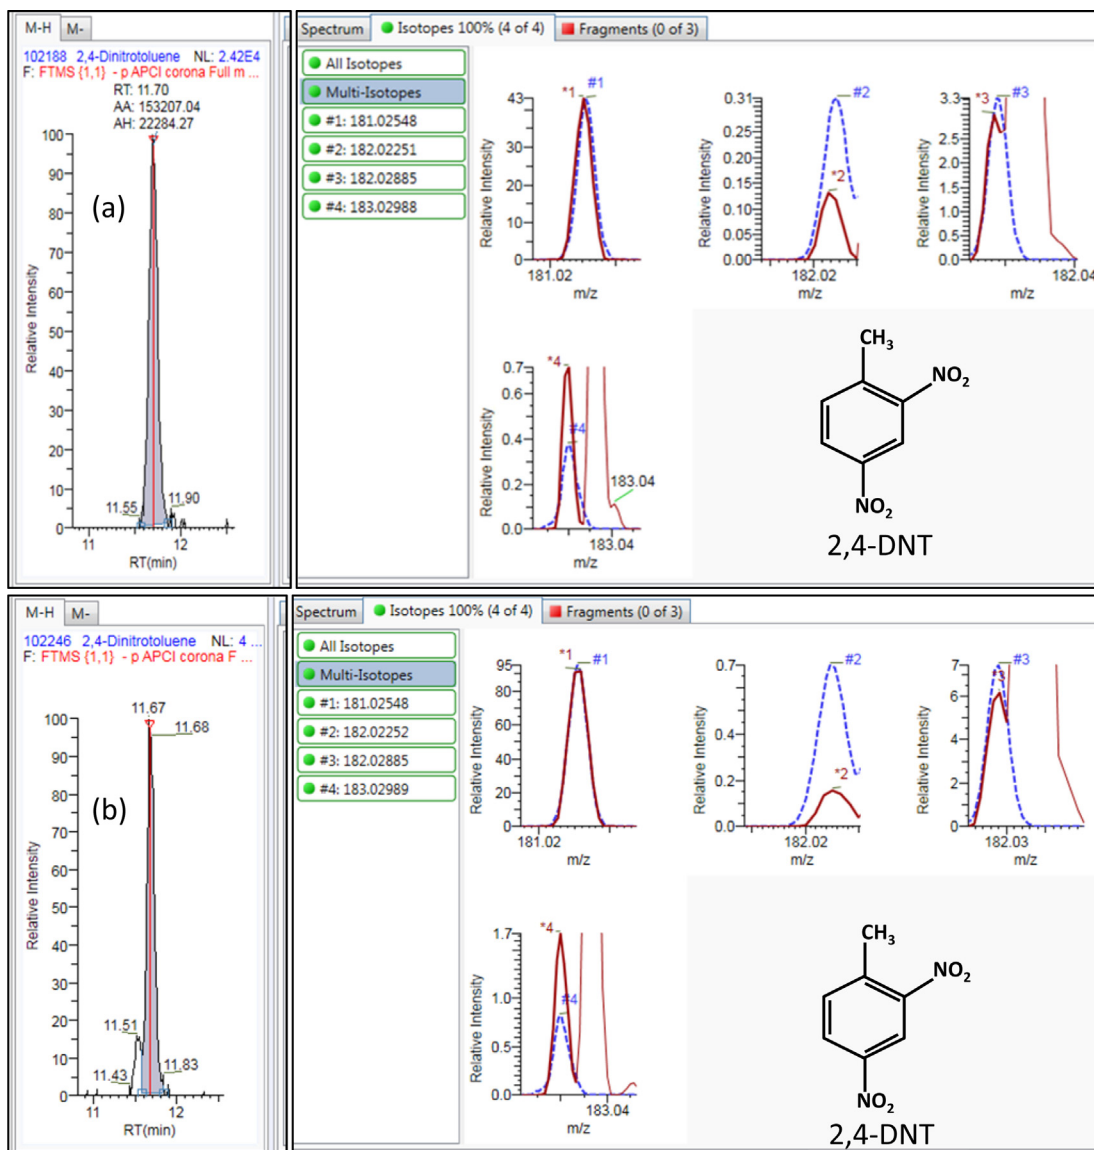 M-H M-
102188 2,4-Dinitrotoluene NL: 2.42E4
F: FTMS {1,1} - p APCI corona Full m ...
RT: 11.70
AA: 153207.04
AH: 22284.27
(a)
100
90
100
90
80
70
60
50
40
30
20
10
0
Relative Intensity
11.55
11.90
11 12
RT(min)
Spectrum Isotopes 100% (4 of 4) Fragments (0 of 3)
All Isotopes
Multi-Isotopes
#1: 181.02548
#2: 182.02251
#3: 182.02885
#4: 183.02988
*1 #1
43
30
20
10
0
Relative Intensity
181.02
m/z
#2
*2
0.31
0.25
0.20
0.15
0.10
0.05
0.00
Relative Intensity
182.02
m/z
*3 #3
3.3
2.5
2.0
1.5
1.0
5.0
0.0
Relative Intensity
182.04
m/z
*4
#4
0.7
0.6
0.4
0.2
0.0
Relative Intensity
183.04
183.04
m/z
CH3
NO2
NO2
2,4-DNT
M-H M-
102246 2,4-Dinitrotoluene NL: 4 ...
F: FTMS {1,1} - p APCI corona F ...
11.67
11.68
(b)
100
90
80
70
60
50
40
30
20
10
0
Relative Intensity
11.51
11.43
11.83
11 12
RT(min)
Spectrum Isotopes 100% (4 of 4) Fragments (0 of 3)
All Isotopes
Multi-Isotopes
#1: 181.02548
#2: 182.02252
#3: 182.02885
#4: 183.02989
*1 #1
95
80
60
40
20
0
Relative Intensity
181.02
m/z
#2
*2
0.7
0.4
0.2
0.0
Relative Intensity
182.02
m/z
#3
*3
7
6
4
2
0
Relative Intensity
182.03
m/z
*4
#4
1.7
1.0
0.5
0.0
Relative Intensity
183.04
m/z
CH3
NO2
NO2
2,4-DNT